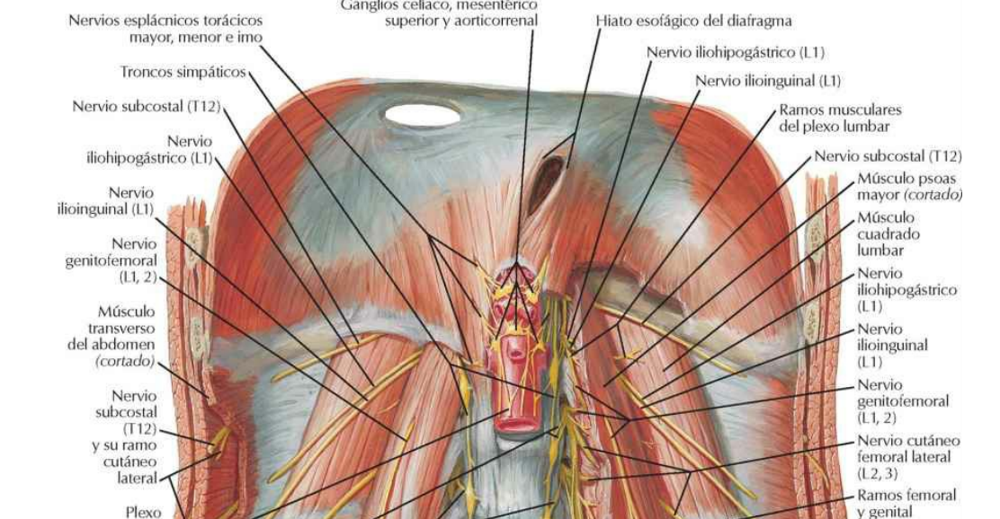 Ganglios celíaco, mesentérico
superior y aorticorrenal
Nervios esplácnicos torácicos
mayor, menor e imo
Troncos simpáticos
Nervio subcostal (T12)
Nervio
iliohipogástrico (L1)
Nervio
ilioinguinal (L1)
Nervio
genitofemoral
(L1, 2)
Músculo
transverso
del abdomen
(cortado)
Nervio
subcostal
(T12)
y su ramo
cutáneo
lateral
Plexo
Hiato esofágico del diafragma
Nervio iliohipogástrico (L1)
Nervio ilioinguinal (L1)
Ramos musculares
del plexo lumbar
Nervio subcostal (T12)
Músculo psoas
mayor (cortado)
Músculo
cuadrado
lumbar
Nervio
iliohipogástrico
(L1)
Nervio
ilioinguinal
(L1)
Nervio
genitofemoral
(L1, 2)
Nervio cutáneo
femoral lateral
(L2, 3)
Ramos femoral
y genital